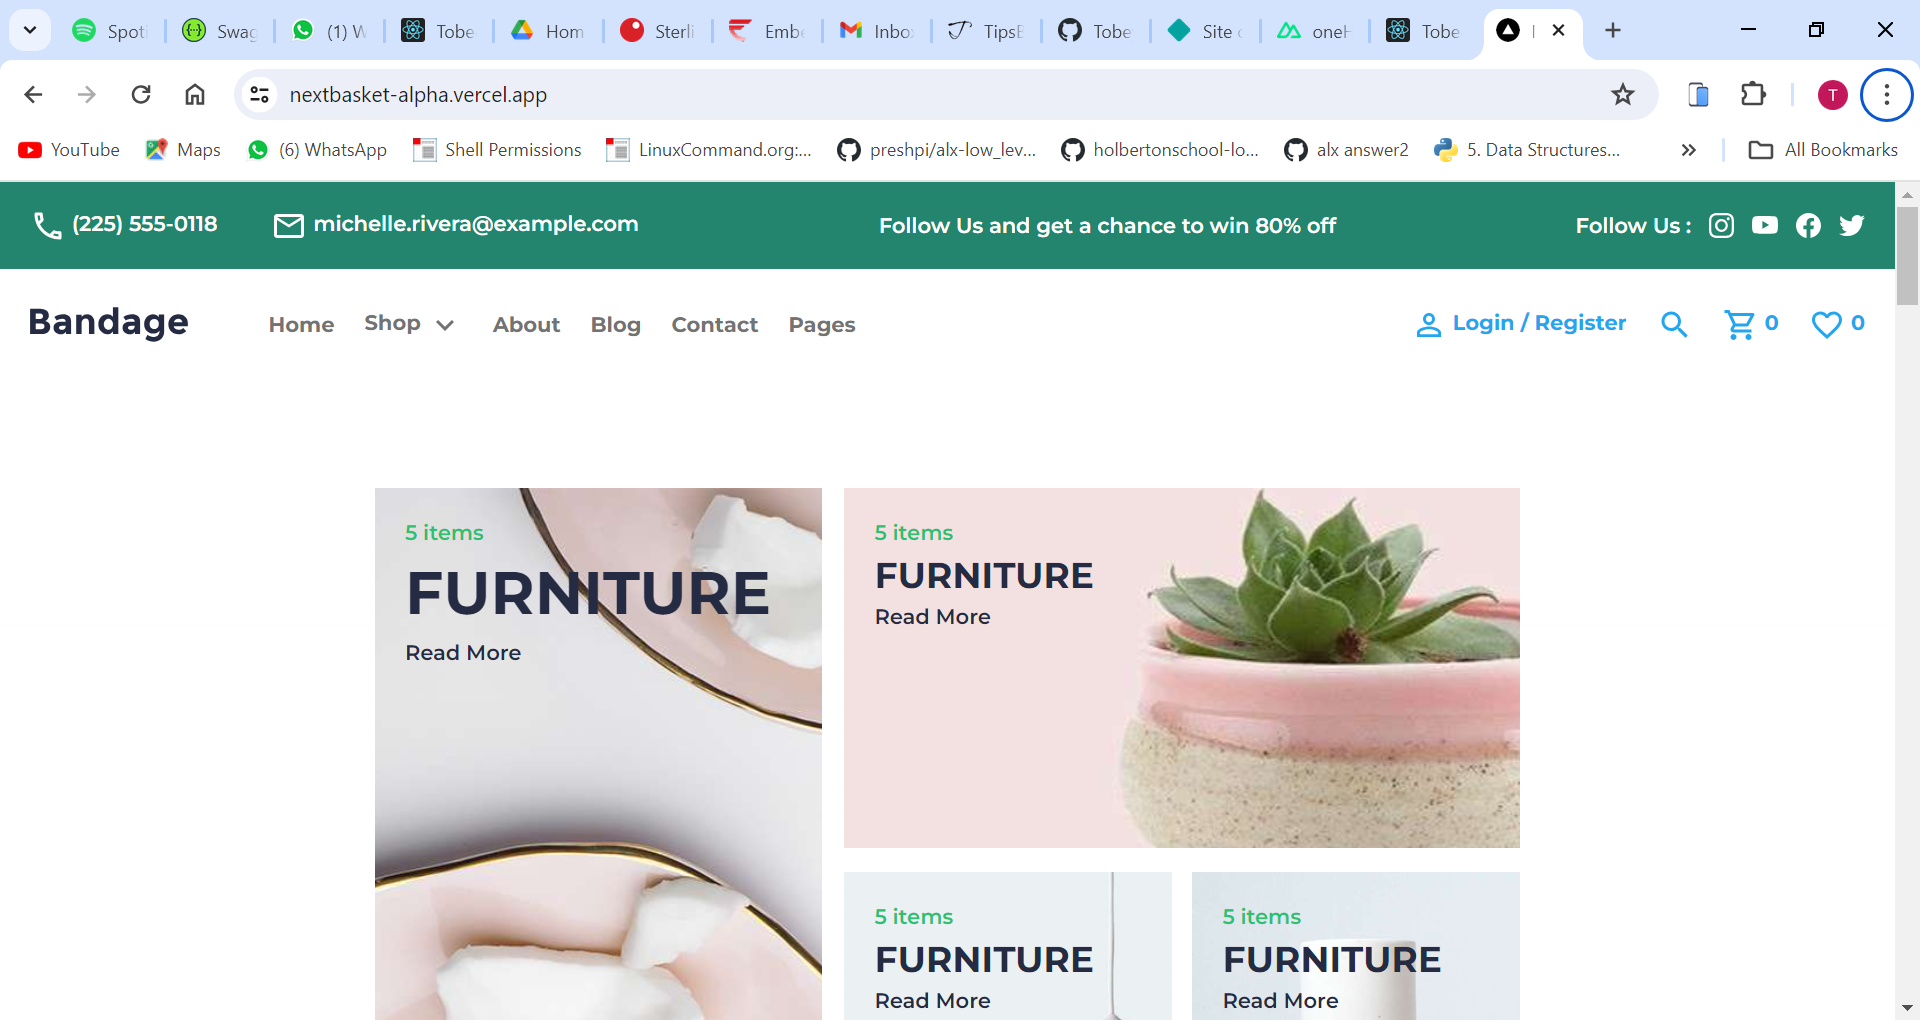 Spoti
Swag
(1) W
Tobe
Hom
Sterli
Embe
Inbo
TipsE
Tobe
Site
oneH
Tobe
nextbasket-alpha.vercel.app
T
YouTube
Maps
(6) WhatsApp
Shell Permissions
LinuxCommand.org:...
preshpi/alx-low_lev...
holbertonschool-lo...
alx answer2
5. Data Structures...
All Bookmarks
(225) 555-0118
michelle.rivera@example.com
Follow Us and get a chance to win 80% off
Follow Us :
Bandage
Home
Shop
About
Blog
Contact
Pages
Login / Register
0
0
5 items
FURNITURE
Read More
5 items
FURNITURE
Read More
5 items
FURNITURE
Read More
5 items
FURNITURE
Read More